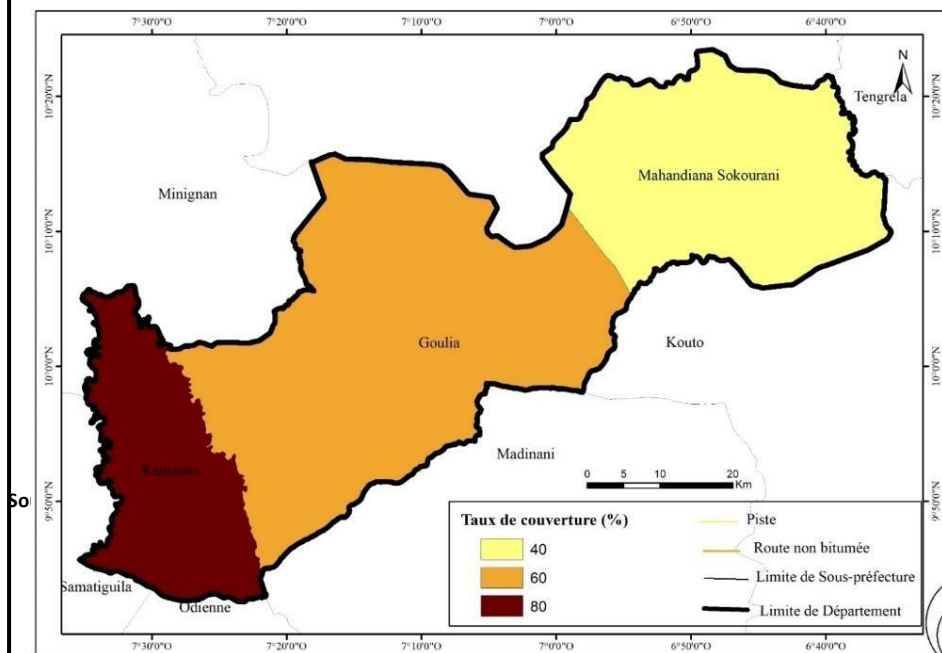 7°30'0"O 7°20'0"O 7°10'0"O 7°0'0"O 6°50'0"O 6°40'0"O
N
10°20'0"N
10°20'0"N
Tengrela
Mahandiana Sokourani
Minignan
10°10'0"N
10°10'0"N
Goulia
Kouto
10°0'0"N
10°0'0"N
Madinani
Kimbirila
0 5 10 20
Km
So
9°50'0"N
9°50'0"N
Taux de couverture (%)
40
60
80
Piste
Route non bitumée
Limite de Sous-préfecture
Limite de Département
Samatiguila
Odienne
7°30'0"O 7°20'0"O 7°10'0"O 7°0'0"O 6°50'0"O 6°40'0"O